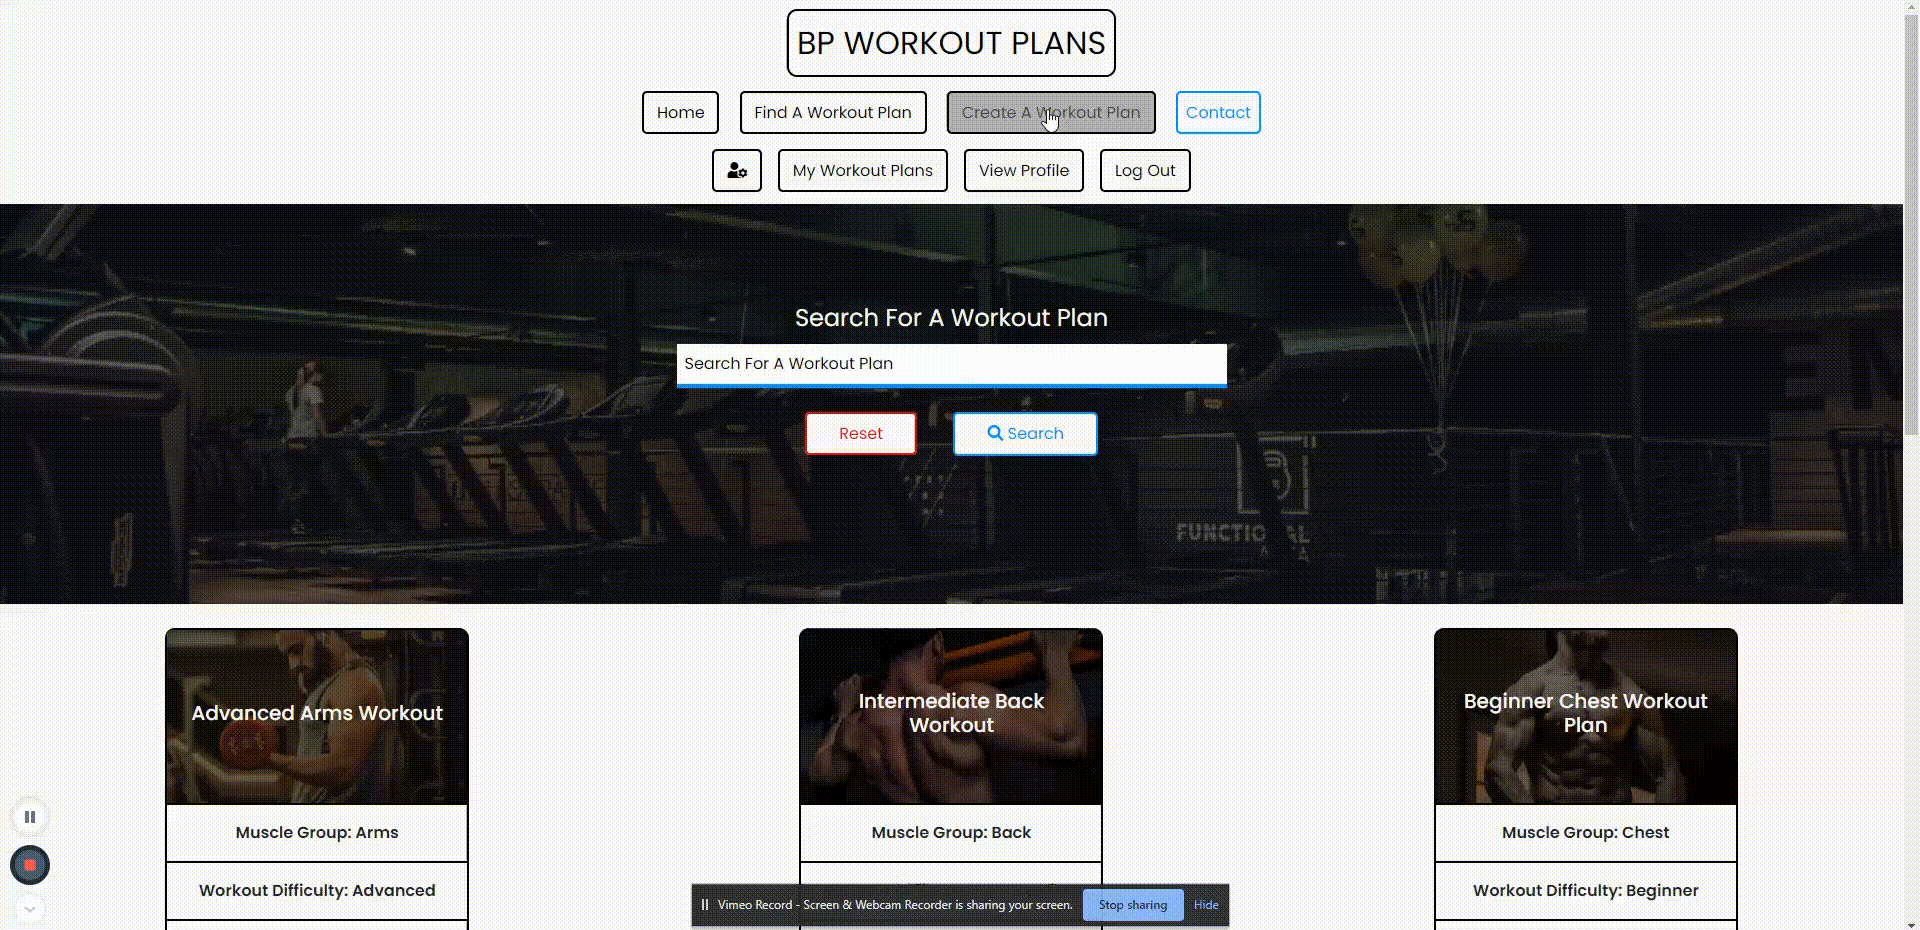 BP WORKOUT PLANS
Home
Find A Workout Plan
Create A Workout Plan
Contact
My Workout Plans
View Profile
Log Out
Search For A Workout Plan
Search For A Workout Plan
Reset
Search
Advanced Arms Workout
Intermediate Back
Workout
Beginner Chest Workout
Plan
Muscle Group: Arms
Muscle Group: Back
Muscle Group: Chest
Workout Difficulty: Advanced
Workout Difficulty: Beginner
Vimeo Record - Screen & Webcam Recorder is sharing your screen.
Stop sharing
Hide